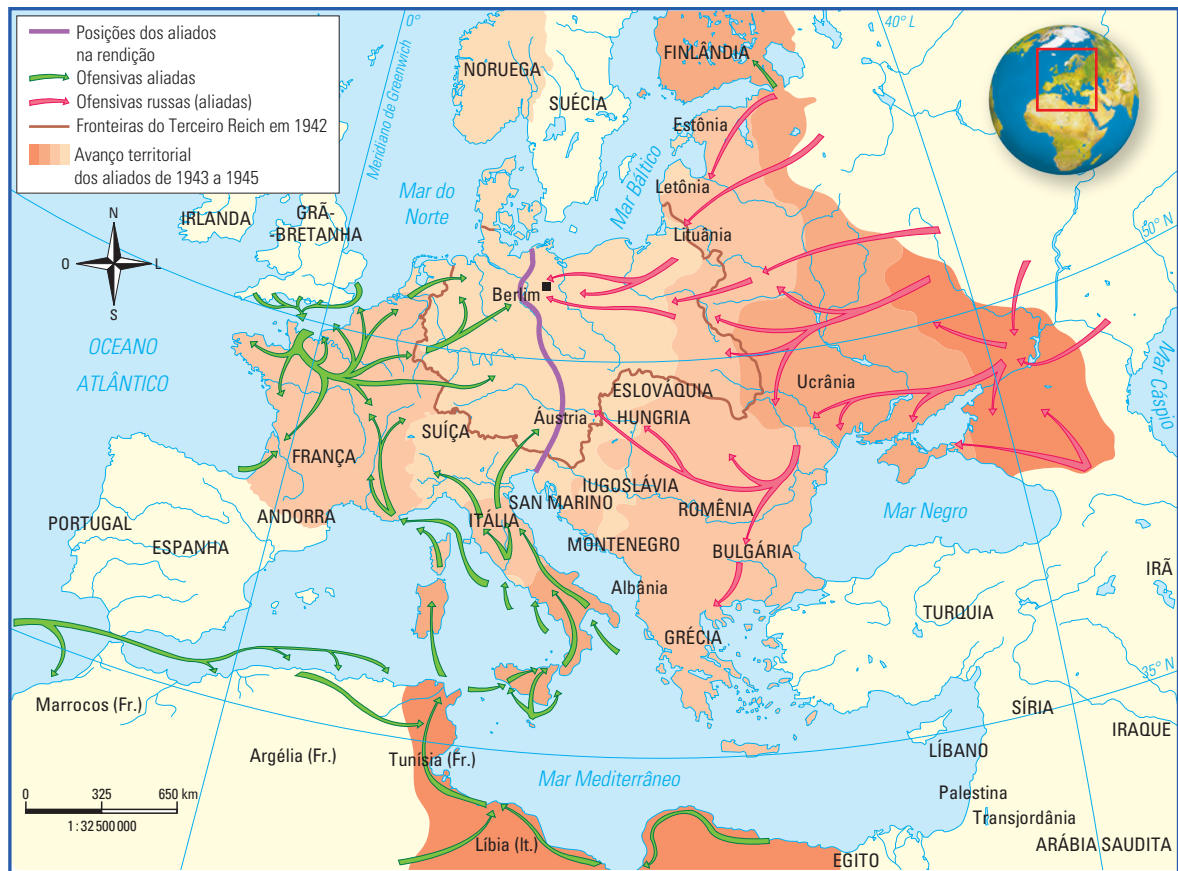 Posições dos aliados
na rendição
Ofensivas aliadas
Ofensivas russas (aliadas)
Fronteiras do Terceiro Reich em 1942
Avanço territorial
dos aliados de 1943 a 1945
0°
Meridiano de Greenwich
40° L
50° N
35° N
N
O
L
S
NORUEGA
SUÉCIA
FINLÂNDIA
Estônia
Letônia
Lituânia
Mar Báltico
Mar do
Norte
IRLANDA
GRÃ-
-BRETANHA
OCEANO
ATLÂNTICO
Berlim
ESLOVÁQUIA
HUNGRIA
Ucrânia
Mar Cáspio
Áustria
SUÍÇA
FRANÇA
IUGOSLÁVIA
SAN MARINO
ITÁLIA
ROMÊNIA
Mar Negro
ANDORRA
PORTUGAL
ESPANHA
MONTENEGRO
BULGÁRIA
Albânia
GRÉCIA
TURQUIA
IRÃ
Marrocos (Fr.)
Argélia (Fr.)
Tunísia (Fr.)
Mar Mediterrâneo
SÍRIA
IRAQUE
LÍBANO
Palestina
Transjordânia
ARÁBIA SAUDITA
Líbia (It.)
EGITO
0 325 650 km
1 : 32 500 000